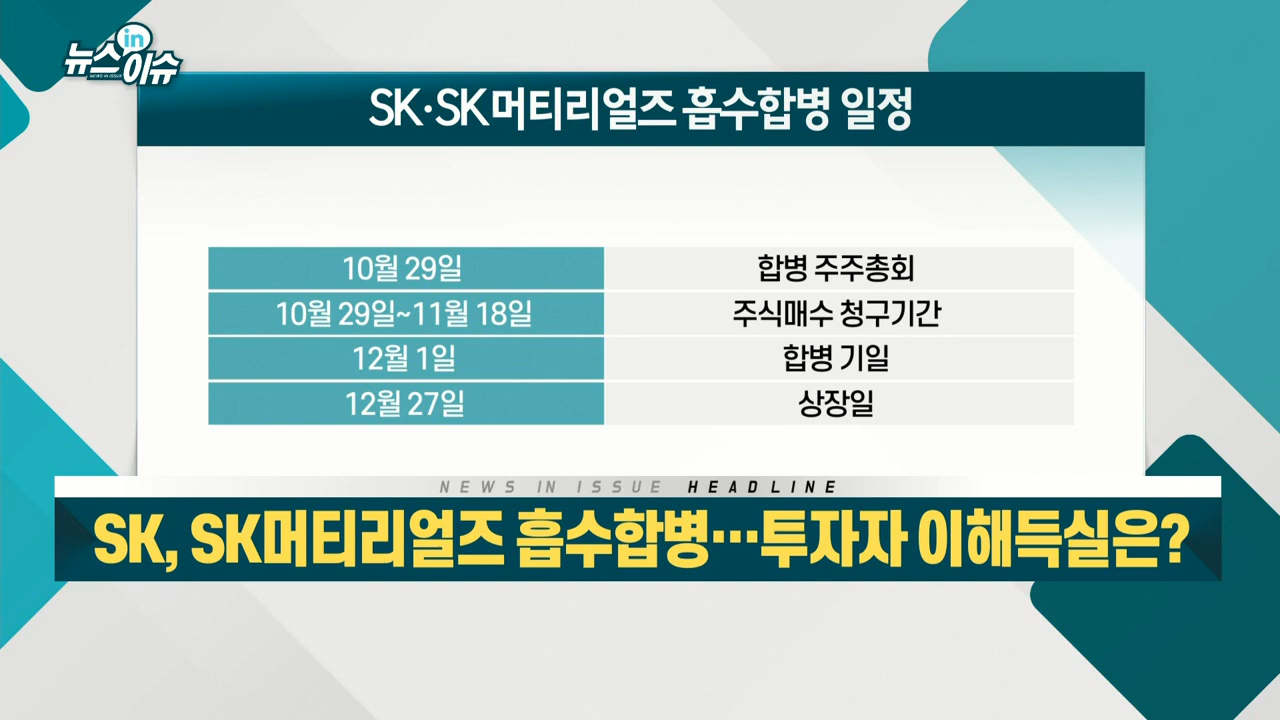 뉴스in이슈
NEWS IN ISSUE
SK·SK머티리얼즈 흡수합병 일정
10월 29일 합병 주주총회
10월 29일~11월 18일 주식매수 청구기간
12월 1일 합병 기일
12월 27일 상장일
NEWS IN ISSUE HEADLINE
SK, SK머티리얼즈 흡수합병…투자자 이해득실은?